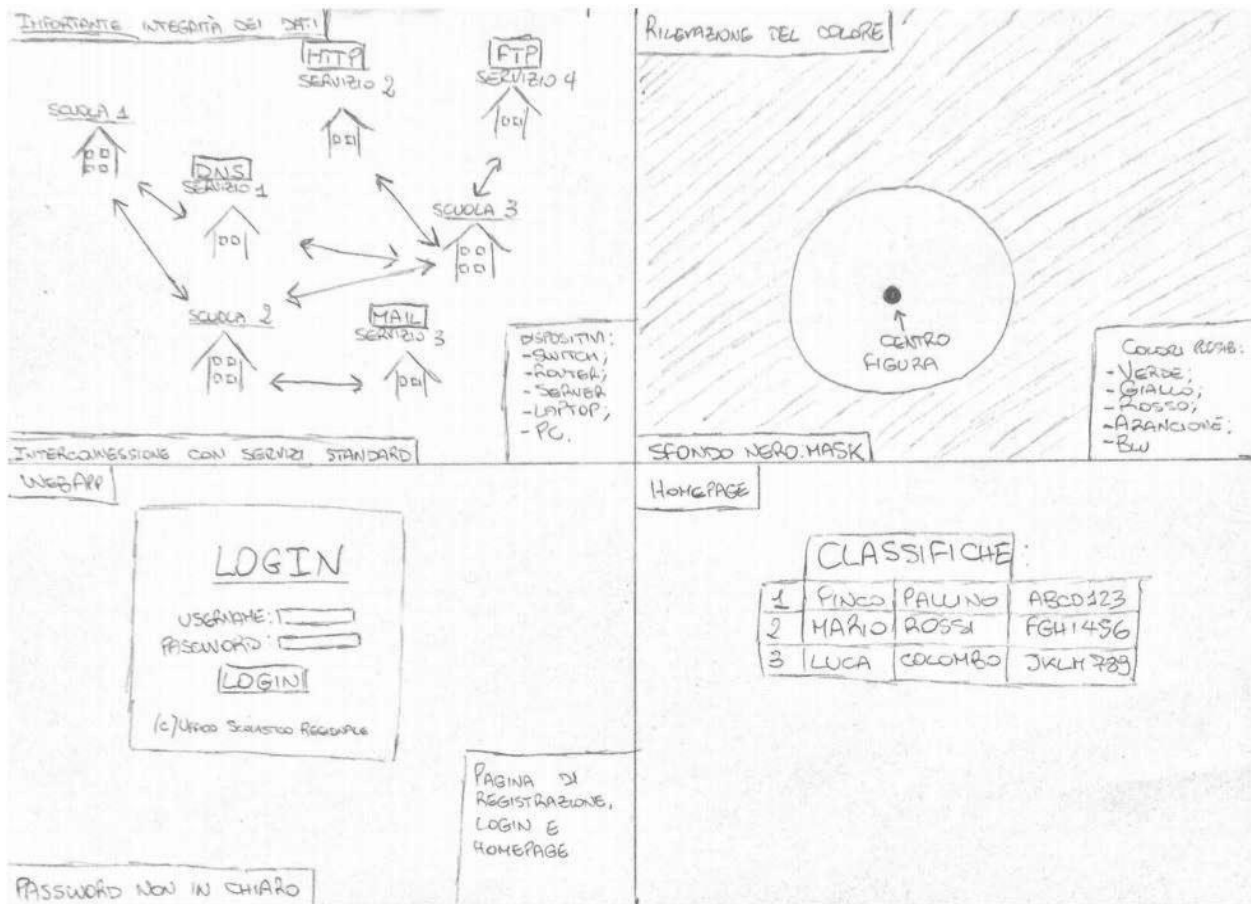 IMPORTANTE INTEGRITÀ DEI DATI
HTTP
SERVIZIO 2
FTP
SERVIZIO 4
SCUOLA 1
DNS
SERVIZIO 1
SCUOLA 3
SCUOLA 2
MAIL
SERVIZIO 3
DISPOSITIVI:
-SWITCH;
-ROUTER;
-SERVER
-LAPTOP;
-PC.
INTERCONNESSIONE CON SERVIZI STANDARD
RILEVAZIONE DEL COLORE
CENTRO
FIGURA
COLORI POSSIB:
-VERDE;
-GIALLO;
-ROSSO;
-ARANCIONE;
-BLU
SFONDO NERO.MASK
WEBAPP
LOGIN
USERNAME:
PASSWORD:
LOGIN
(C) UFFICIO SCOLASTICO REGIONALE
PAGINA DI
REGISTRAZIONE,
LOGIN E
HOMEPAGE
PASSWORD NON IN CHIARO
HOMEPAGE
CLASSIFICHE:
1 PINCO PALLINO ABCD123
2 MARIO ROSSI FGHI456
3 LUCA COLOMBO JKLM789